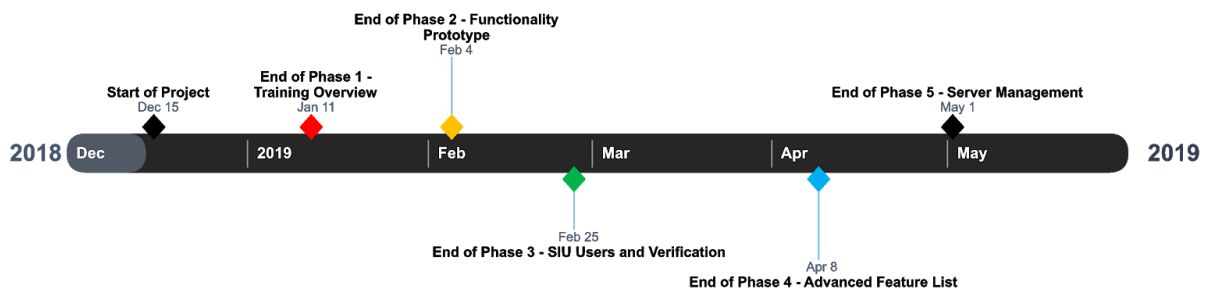 End of Phase 2 - Functionality
Prototype
Feb 4
Start of Project
Dec 15
End of Phase 1 -
Training Overview
Jan 11
End of Phase 5 - Server Management
May 1
2018
Dec
2019
Feb
Mar
Apr
May
2019
Feb 25
End of Phase 3 - SIU Users and Verification
Apr 8
End of Phase 4 - Advanced Feature List